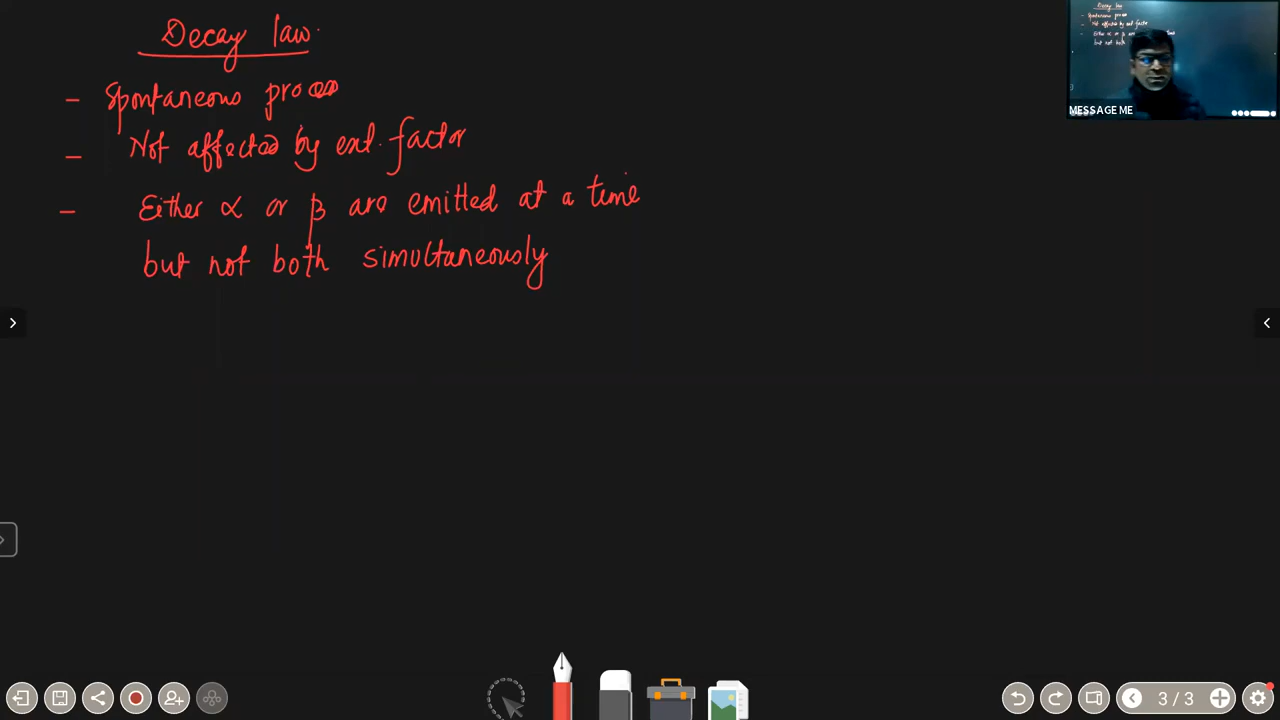 Decay law
- Spontaneous process
- Not affected by ext. factor
- Either α or β are emitted at a time
but not both simultaneously
MESSAGE ME
3 / 3